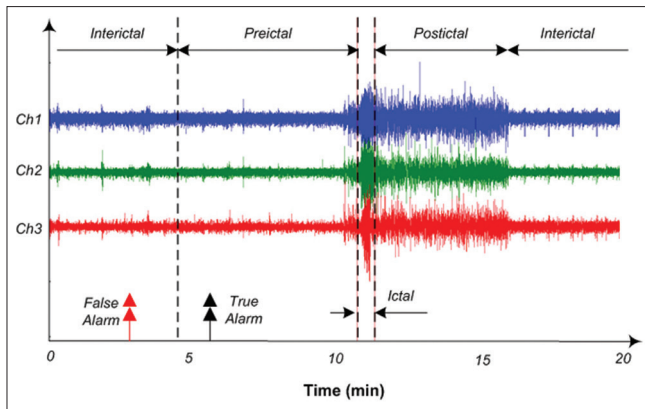 Interictal Preictal Postictal Interictal
Ch1
Ch2
Ch3
Ictal
False True
Alarm Alarm
0 5 10 15 20
Time (min)